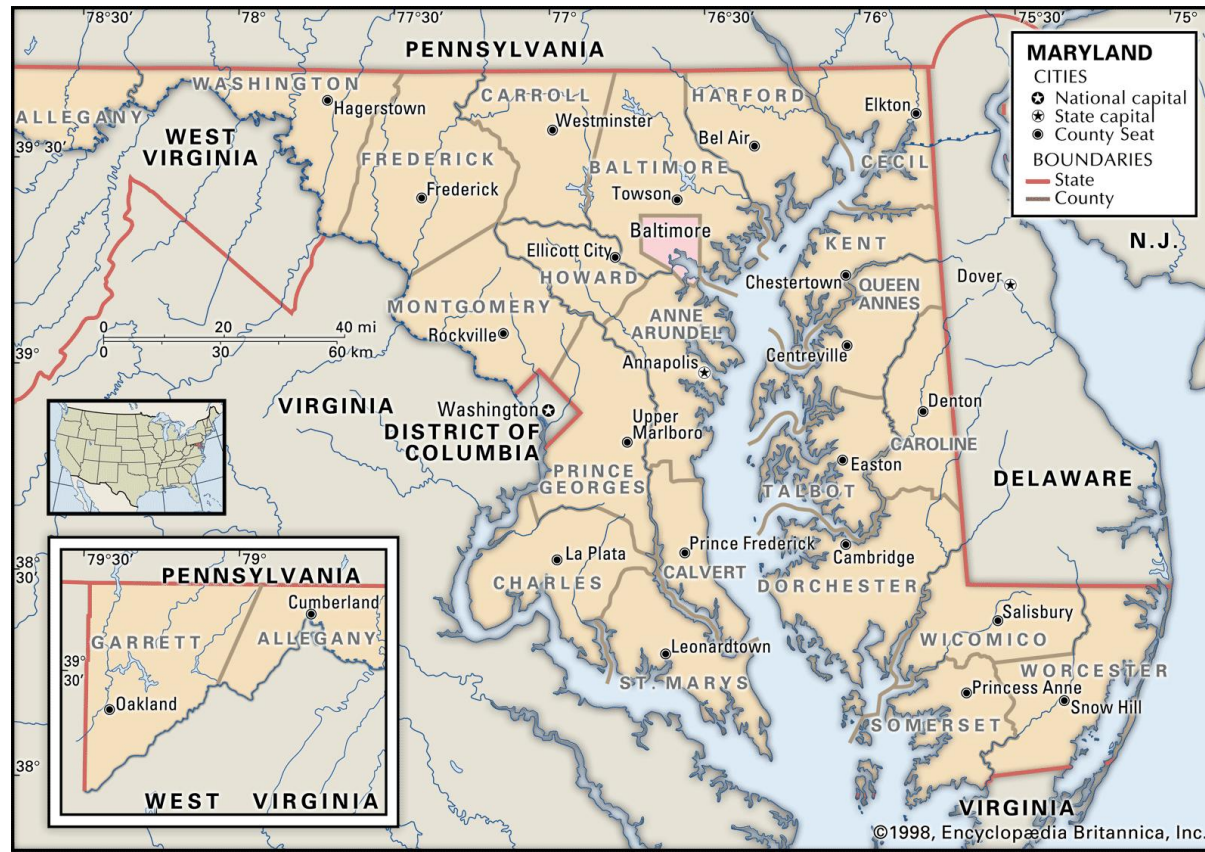 78°30'
78°
77°30'
77°
76°30'
76°
75°30'
75°
PENNSYLVANIA
MARYLAND
CITIES
National capital
State capital
County Seat
BOUNDARIES
State
County
WASHINGTON
Hagerstown
ALLEGANY
CARROLL
Westminster
HARFORD
Bel Air
Elkton
CECIL
WEST
VIRGINIA
39° 30'
FREDERICK
Frederick
BALTIMORE
Towson
Baltimore
KENT
N.J.
Ellicott City
HOWARD
Chestertown
QUEEN
ANNES
Dover
MONTGOMERY
Rockville
ANNE
ARUNDEL
Annapolis
Centreville
0 20 40 mi
0 30 60 km
39°
VIRGINIA
Washington
DISTRICT OF
COLUMBIA
Upper
Marlboro
Denton
CAROLINE
Easton
PRINCE
GEORGES
TALBOT
DELAWARE
38°
30'
La Plata
CHARLES
Prince Frederick
CALVERT
Cambridge
DORCHESTER
Salisbury
WICOMICO
Leonardtown
ST. MARYS
WORCESTER
Princess Anne
Snow Hill
SOMERSET
38°
VIRGINIA
79°30'
79°
PENNSYLVANIA
Cumberland
GARRETT
ALLEGANY
39°
30'
Oakland
WEST VIRGINIA
©1998, Encyclopædia Britannica, Inc.